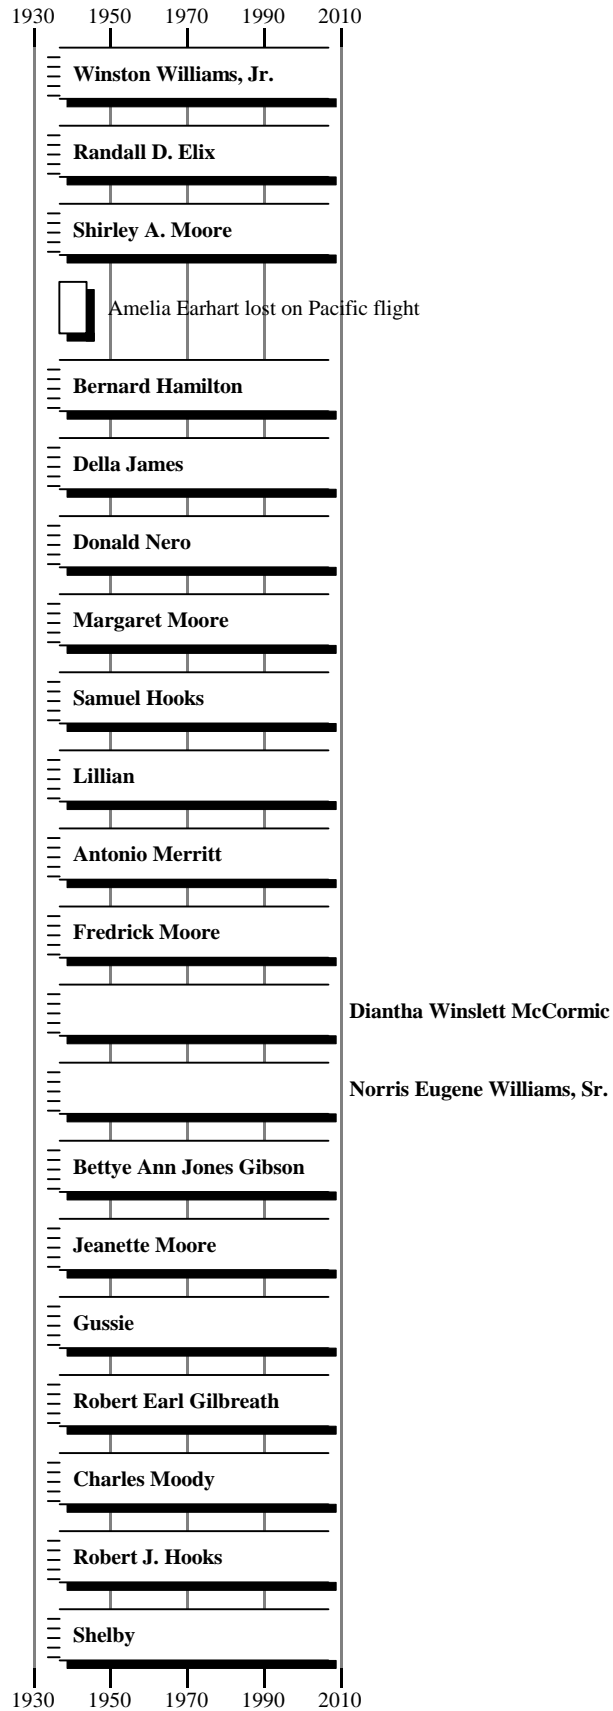 1930 1950 1970 1990 2010
Winston Williams, Jr.
Randall D. Elix
Shirley A. Moore
Amelia Earhart lost on Pacific flight
Bernard Hamilton
Della James
Donald Nero
Margaret Moore
Samuel Hooks
Lillian
Antonio Merritt
Fredrick Moore
Diantha Winslett McCormic
Norris Eugene Williams, Sr.
Bettye Ann Jones Gibson
Jeanette Moore
Gussie
Robert Earl Gilbreath
Charles Moody
Robert J. Hooks
Shelby
1930 1950 1970 1990 2010